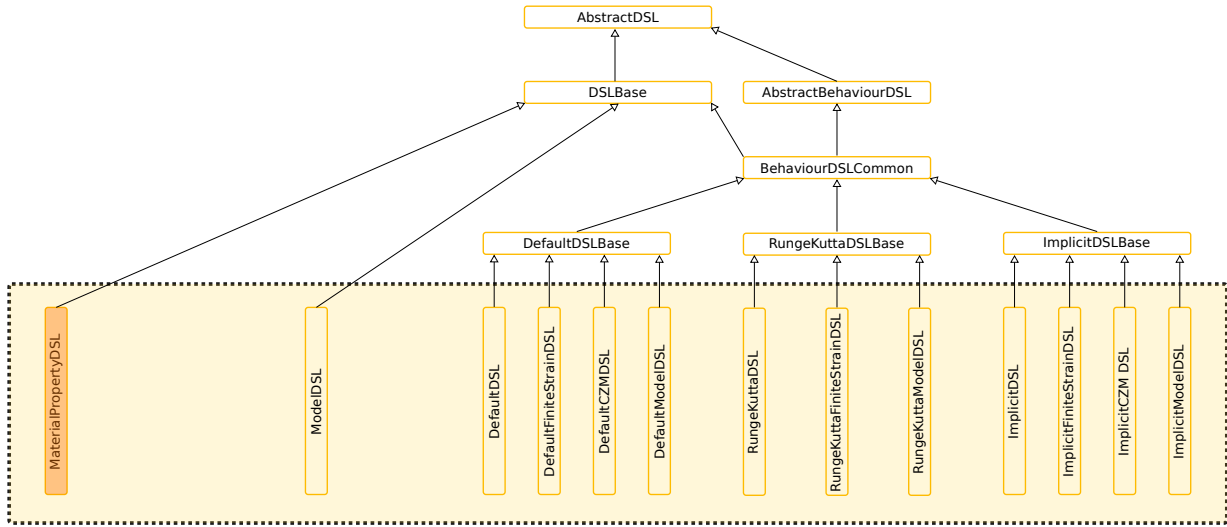 AbstractDSL
DSLBase
AbstractBehaviourDSL
BehaviourDSLCommon
DefaultDSLBase
RungeKuttaDSLBase
ImplicitDSLBase
MaterialPropertyDSL
ModelDSL
DefaultDSL
DefaultFiniteStrainDSL
DefaultCZMDSL
DefaultModelDSL
RungeKuttaDSL
RungeKuttaFiniteStrainDSL
RungeKuttaModelDSL
ImplicitDSL
ImplicitFiniteStrainDSL
ImplicitCZM DSL
ImplicitModelDSL